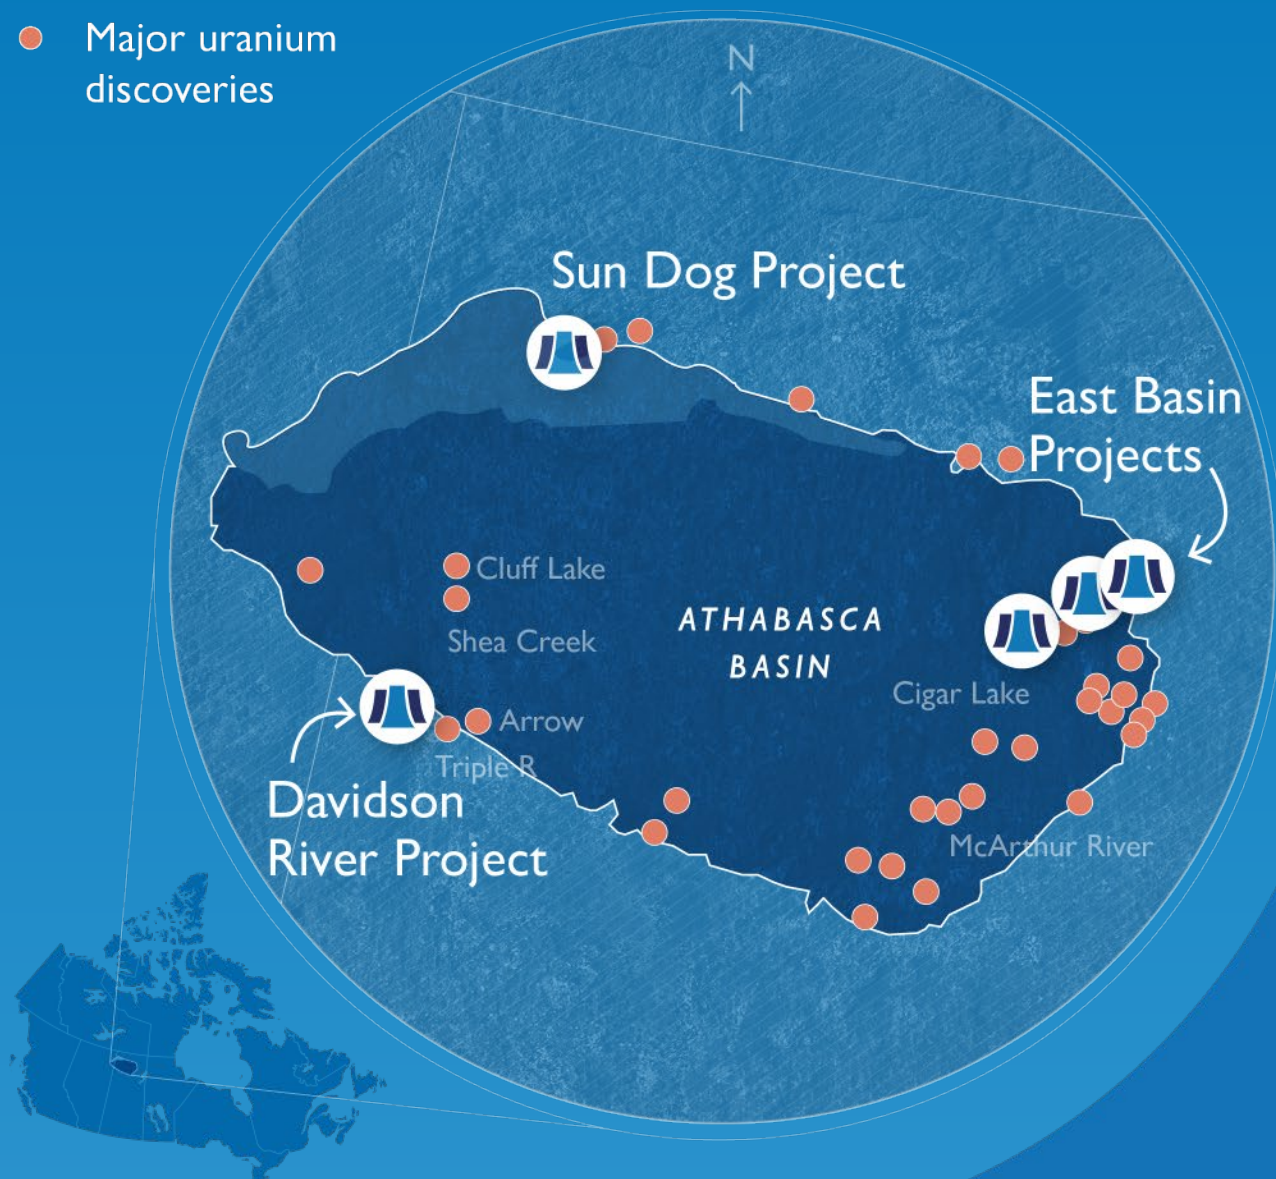 Major uranium
discoveries
N
Sun Dog Project
East Basin
Projects
Cluff Lake
Shea Creek
ATHABASCA
BASIN
Cigar Lake
Arrow
Triple R
Davidson
River Project
McArthur River